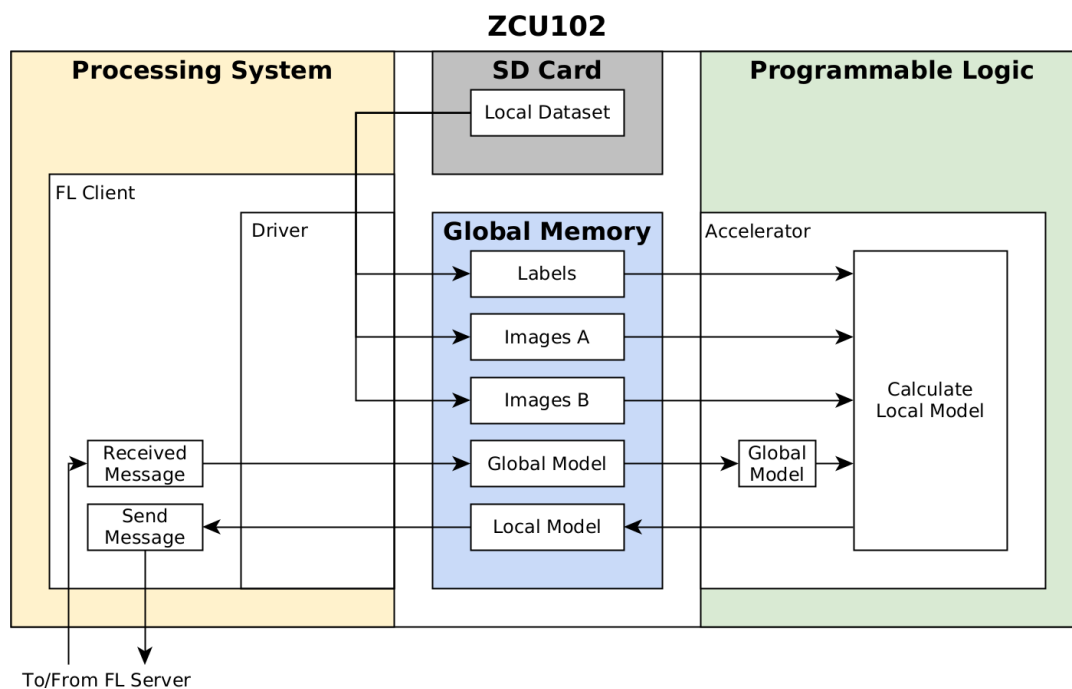 ZCU102
Processing System
SD Card
Programmable Logic
Local Dataset
FL Client
Driver
Global Memory
Accelerator
Labels
Images A
Images B
Calculate
Local Model
Received
Message
Global Model
Global
Model
Send
Message
Local Model
To/From FL Server